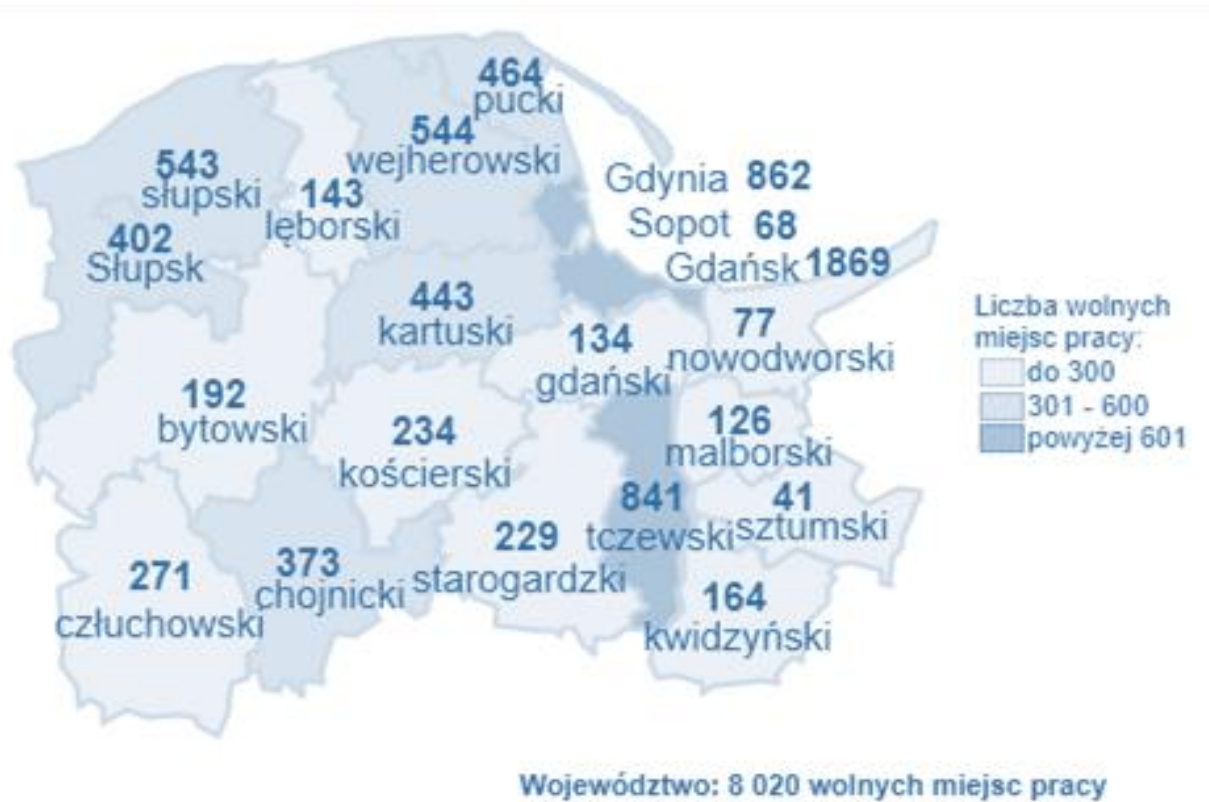 464
pucki
544
wejherowski
543
słupski
143
lęborski
402
Słupsk
Gdynia 862
Sopot 68
Gdańsk 1869
443
kartuski
134
gdański
77
nowodworski
192
bytowski
234
kościerski
126
malborski
841
tczewski
41
sztumski
271
człuchowski
373
chojnicki
229
starogardzki
164
kwidzyński
Liczba wolnych
miejsc pracy:
do 300
301 - 600
powyżej 601
Województwo: 8 020 wolnych miejsc pracy